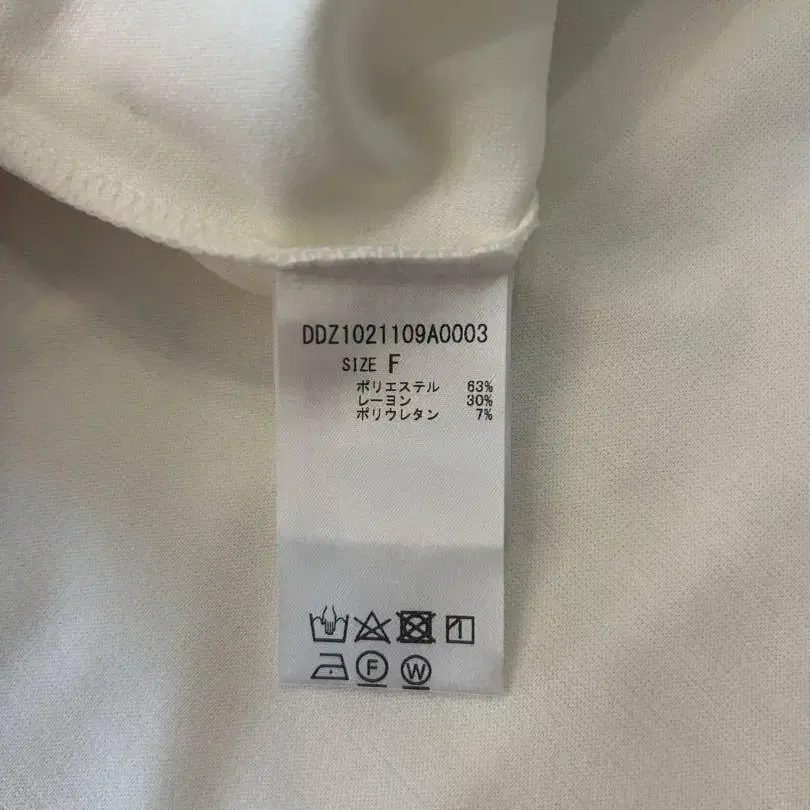 DDZ1021109A0003
SIZE F
ポリエステル 63%
レーヨン 30%
ポリウレタン 7%
F W